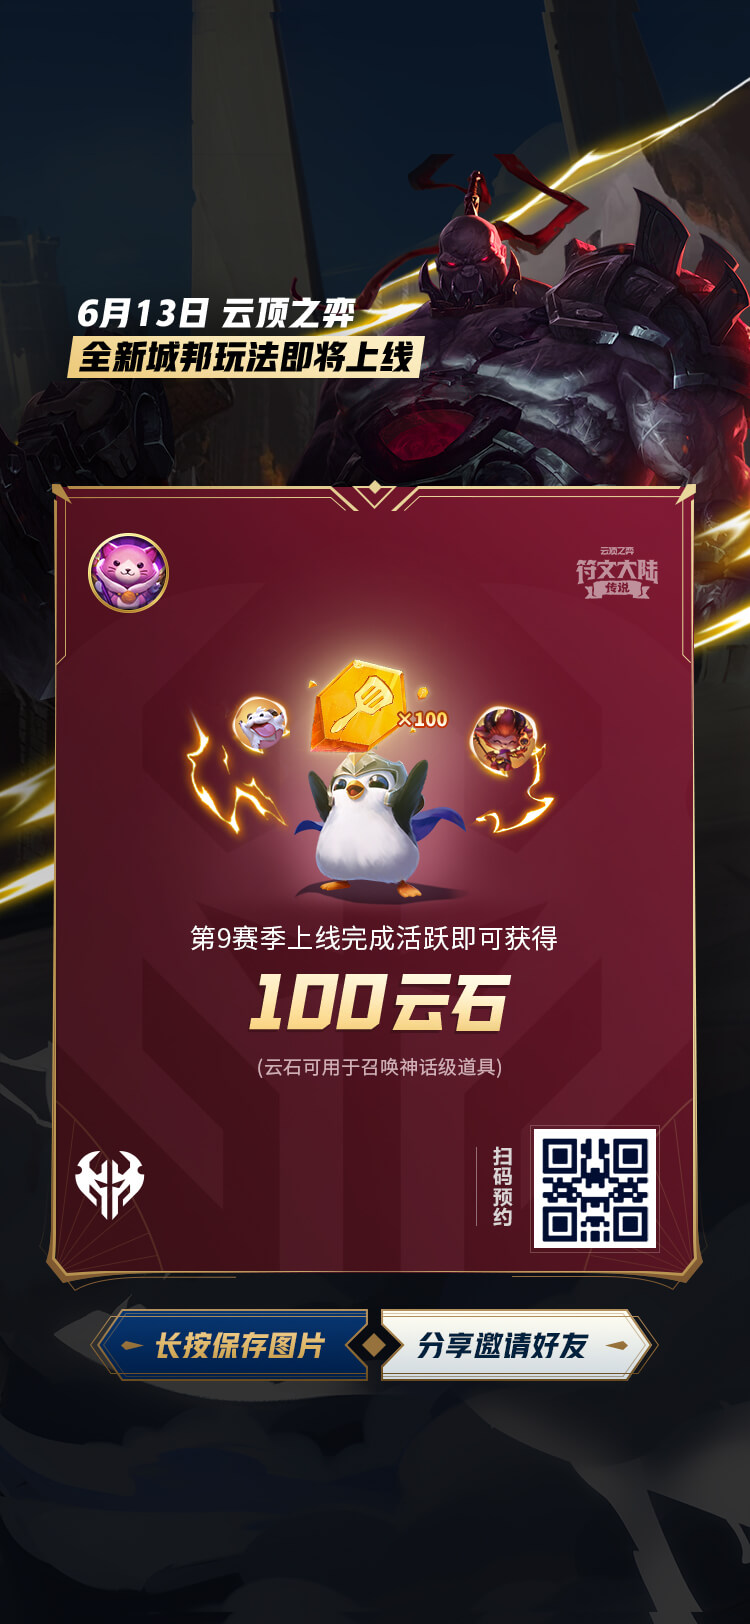 6月13日 云顶之弈
全新城邦玩法即将上线
云顶之弈
符文大陆
传说
×100
第9赛季上线完成活跃即可获得
100云石
(云石可用于召唤神话级道具)
扫码预约
长按保存图片
分享邀请好友